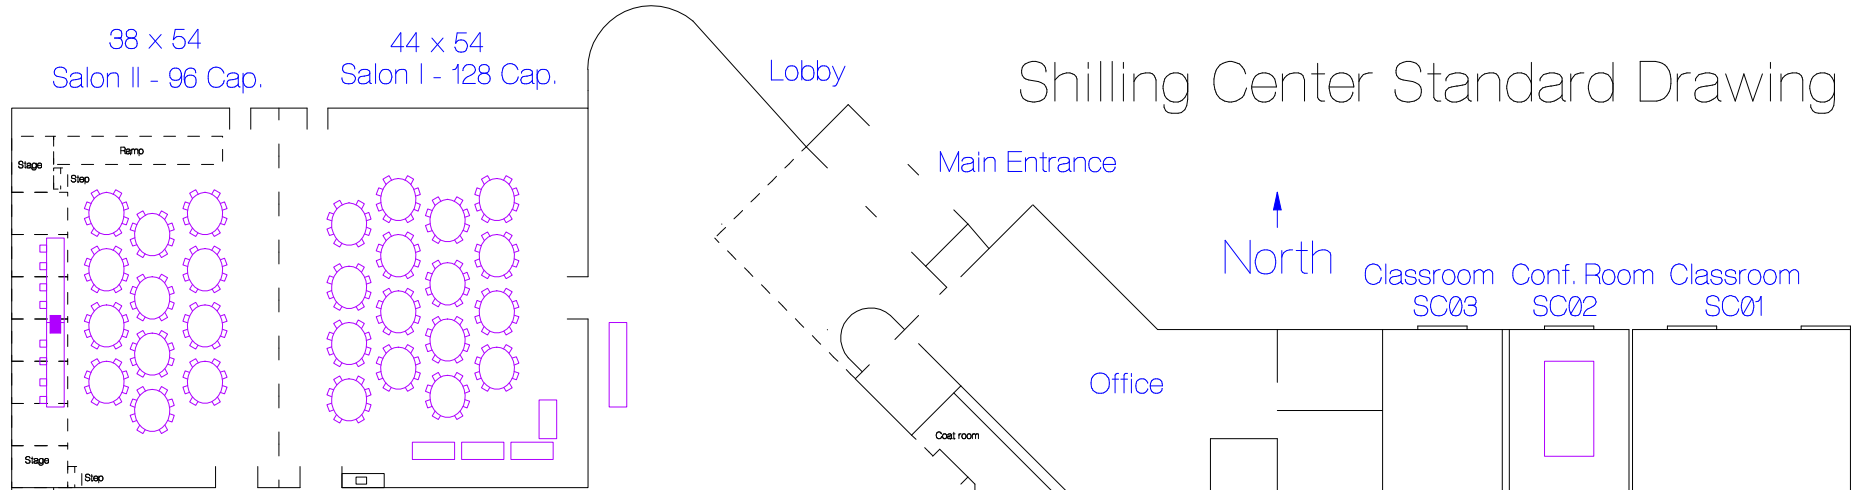 38 x 54
Salon II - 96 Cap.
44 x 54
Salon I - 128 Cap.
Lobby
Shilling Center Standard Drawing
Main Entrance
Ramp
Stage
Step
North
Classroom
SC03
Conf. Room
SC02
Classroom
SC01
Office
Coat room
Stage
Step